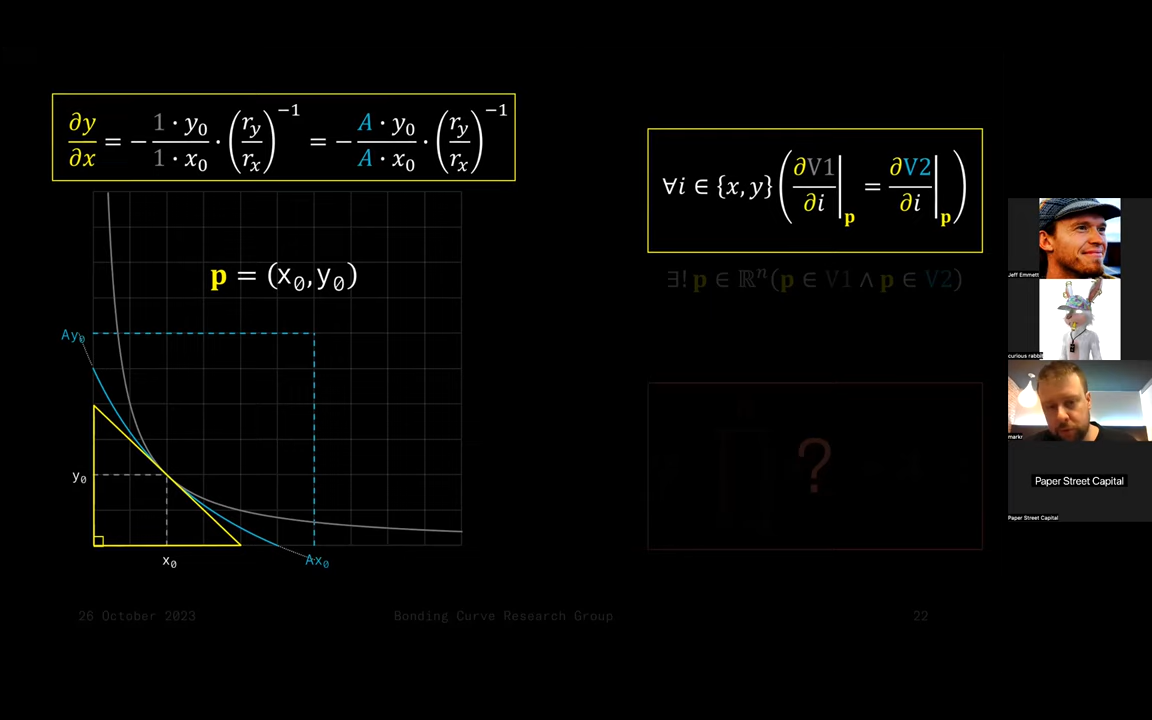 ∂y/∂x = − (1 · y₀)/(1 · x₀) · (r_y/r_x)⁻¹ = − (A · y₀)/(A · x₀) · (r_y/r_x)⁻¹
∀i ∈ {x, y} (∂V1/∂i |ₚ = ∂V2/∂i |ₚ)
∃! p ∈ ℝⁿ(p ∈ V1 ∧ p ∈ V2)
p = (x₀,y₀)
Ay₀
y₀
x₀
Ax₀
?
26 October 2023
Bonding Curve Research Group
22
Jeff Emmett
curious rabbit
markr
Paper Street Capital
Paper Street Capital